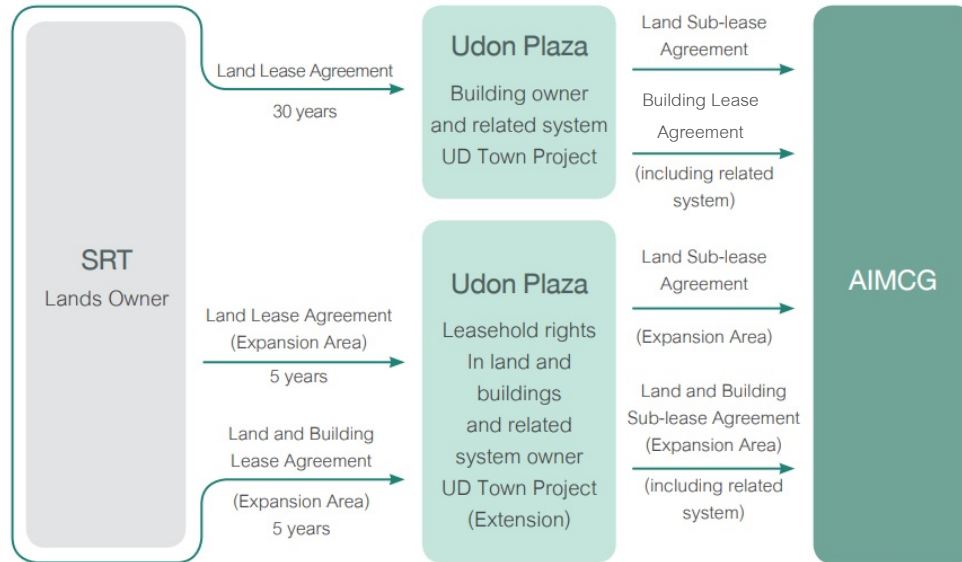 SRT
Lands Owner
Land Lease Agreement
30 years
Land Lease Agreement
(Expansion Area)
5 years
Land and Building
Lease Agreement
(Expansion Area)
5 years
Udon Plaza
Building owner
and related system
UD Town Project
Udon Plaza
Leasehold rights
In land and
buildings
and related
system owner
UD Town Project
(Extension)
Land Sub-lease
Agreement
Building Lease
Agreement
(including related
system)
Land Sub-lease
Agreement
(Expansion Area)
Land and Building
Sub-lease Agreement
(Expansion Area)
(including related
system)
AIMCG